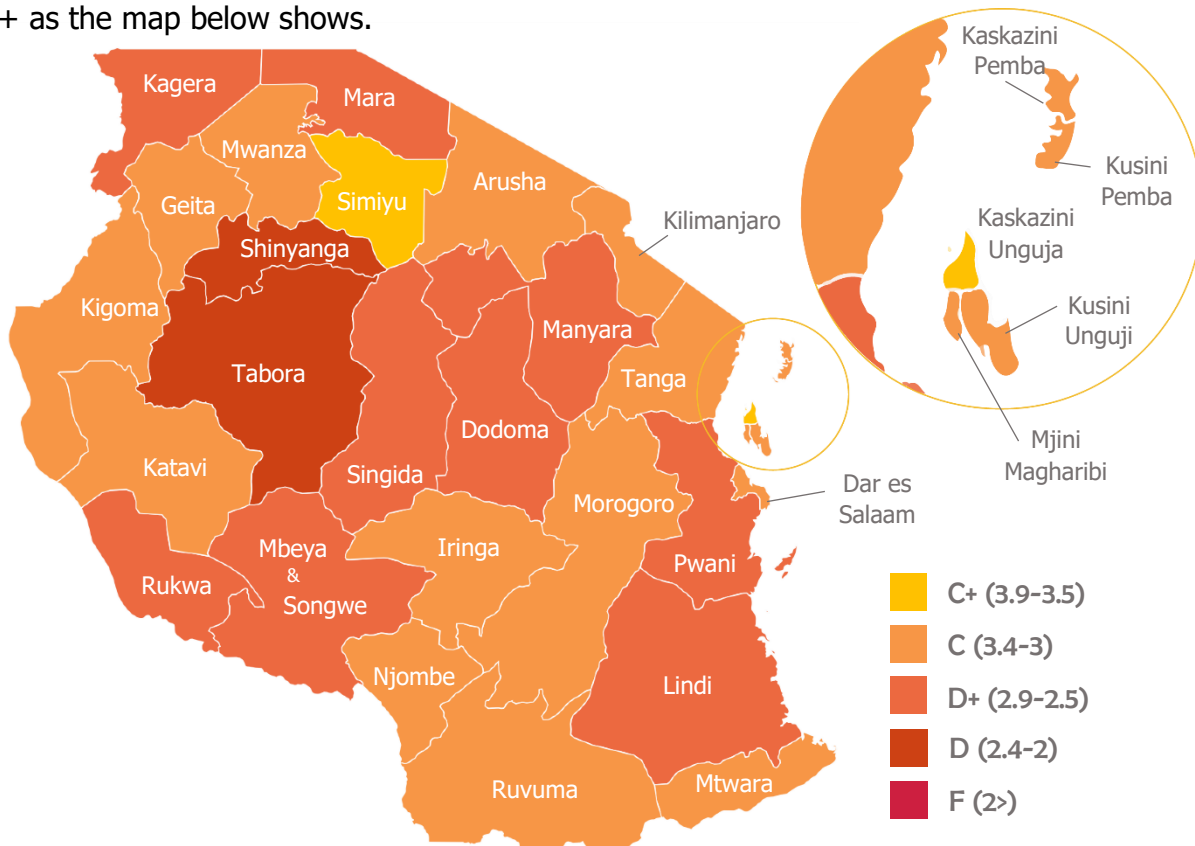 + as the map below shows.
Kaskazini
Pemba
Kagera
Mara
Mwanza
Kusini
Pemba
Arusha
Simiyu
Geita
Kilimanjaro
Kaskazini
Unguja
Shinyanga
Kigoma
Kusini
Unguji
Manyara
Tabora
Tanga
Dodoma
Mjini
Magharibi
Katavi
Singida
Dar es
Salaam
Morogoro
Mbeya
&
Songwe
Iringa
Pwani
Rukwa
C+ (3.9-3.5)
C (3.4-3)
Njombe
Lindi
D+ (2.9-2.5)
D (2.4-2)
Ruvuma
Mtwara
F (2>)